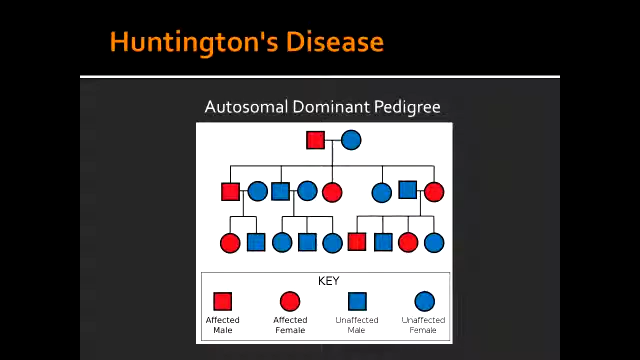 Huntington's Disease
Autosomal Dominant Pedigree
KEY
Affected Affected Unaffected Unaffected
Male Female Male Female